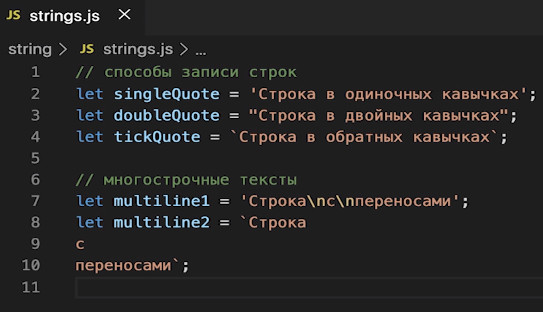 JS strings.js ×
string > JS strings.js > ...
1 // способы записи строк
2 let singleQuote = 'Строка в одиночных кавычках';
3 let doubleQuote = "Строка в двойных кавычках";
4 let tickQuote = `Строка в обратных кавычках`;
5
6 // многострочные тексты
7 let multiline1 = 'Строка\nс\nпереносами';
8 let multiline2 = `Строка
9 с
10 переносами`;
11